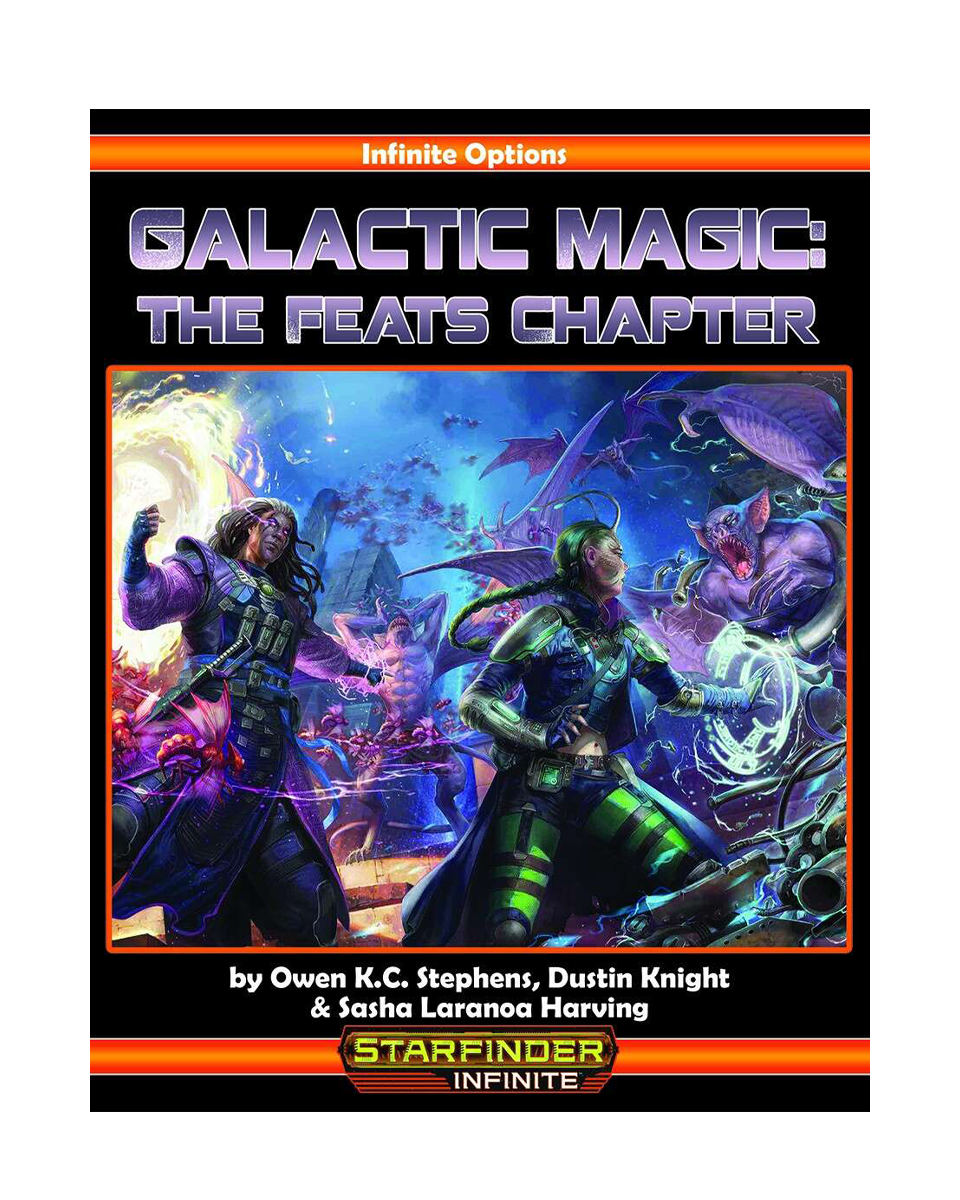 Infinite Options
GALACTIC MAGIC:
THE FEATS CHAPTER
by Owen K.C. Stephens, Dustin Knight
& Sasha Laranoa Harving
STARFINDER
INFINITE